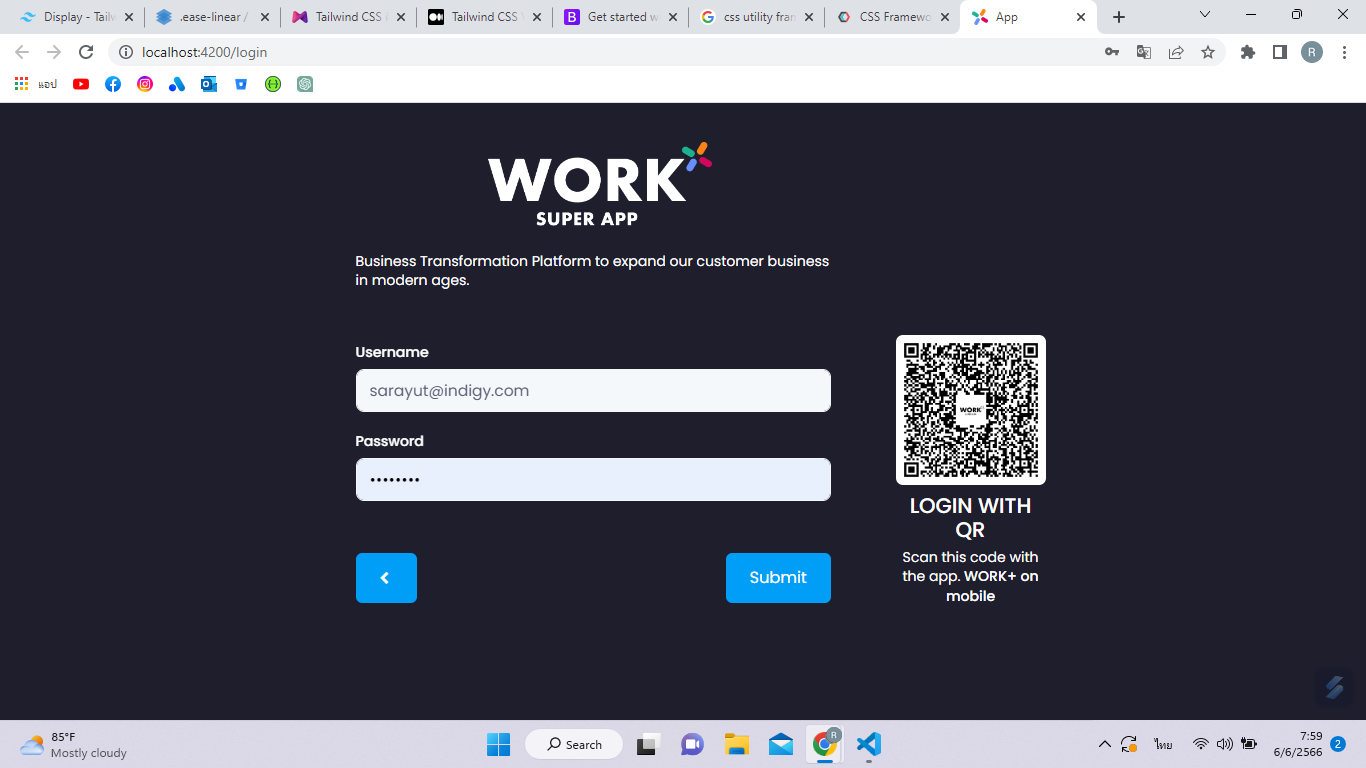 Display - Tailw
.ease-linear /
Tailwind CSS
Tailwind CSS
Get started w
css utility fran
CSS Framewo
App
localhost:4200/login
แอป
R
WORK
SUPER APP
Business Transformation Platform to expand our customer business
in modern ages.
Username
sarayut@indigy.com
Password
••••••••
Submit
WORK
LOGIN WITH
QR
Scan this code with
the app. WORK+ on
mobile
85°F
Mostly cloudy
Search
R
ไทย
7:59
6/6/2566
2